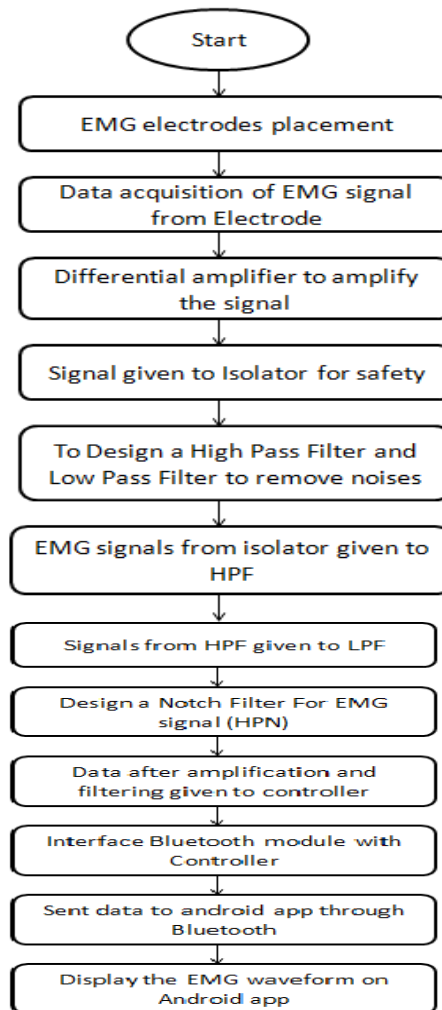 Start
EMG electrodes placement
Data acquisition of EMG signal
from Electrode
Differential amplifier to amplify
the signal
Signal given to Isolator for safety
To Design a High Pass Filter and
Low Pass Filter to remove noises
EMG signals from isolator given to
HPF
Signals from HPF given to LPF
Design a Notch Filter For EMG
signal (HPN)
Data after amplification and
filtering given to controller
Interface Bluetooth module with
Controller
Sent data to android app through
Bluetooth
Display the EMG waveform on
Android app